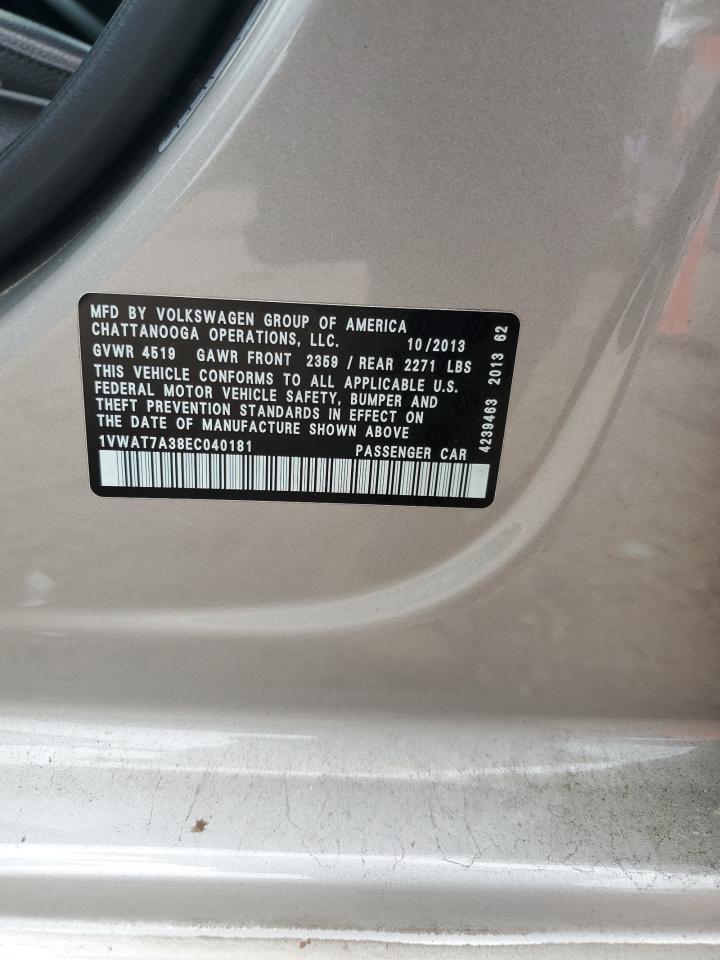 MFD BY VOLKSWAGEN GROUP OF AMERICA
CHATTANOOGA OPERATIONS, LLC. 10/2013
GVWR 4519 GAWR FRONT 2359 / REAR 2271 LBS
THIS VEHICLE CONFORMS TO ALL APPLICABLE U.S.
FEDERAL MOTOR VEHICLE SAFETY, BUMPER AND
THEFT PREVENTION STANDARDS IN EFFECT ON
THE DATE OF MANUFACTURE SHOWN ABOVE
1VWAT7A38EC040181 PASSENGER CAR
4239463 2013 62